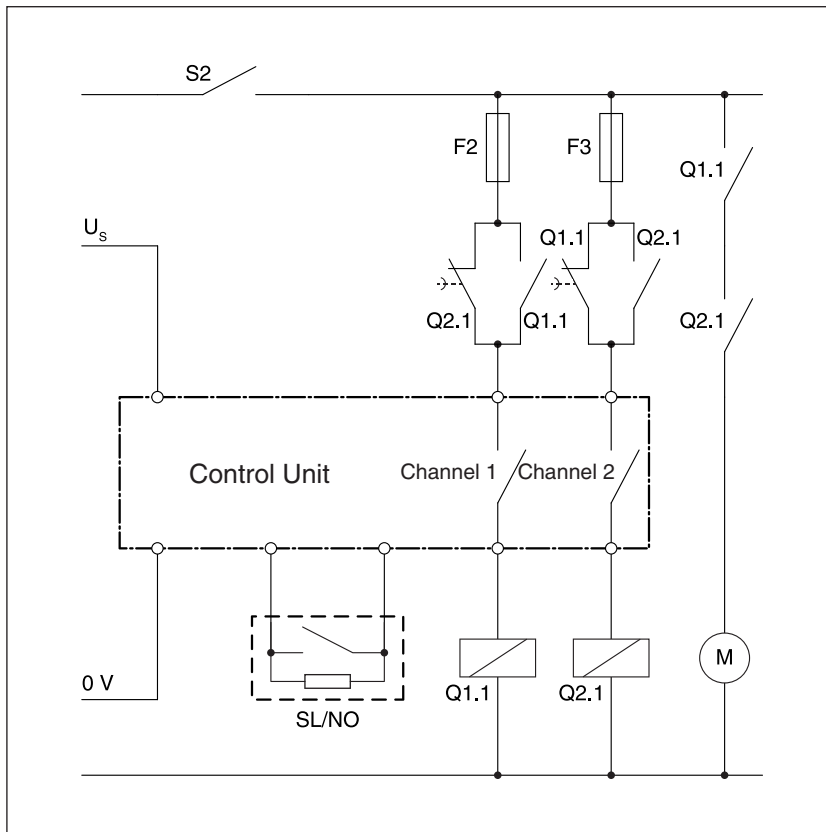 S2
F2
F3
Q1.1
U_S
Q1.1 Q2.1
Q2.1 Q1.1
Q2.1
Control Unit
Channel 1 Channel 2
M
0 V
Q1.1
Q2.1
SL/NO